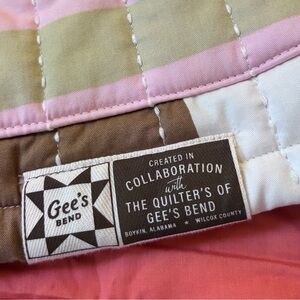 Gee's
BEND
CREATED IN
COLLABORATION
with
THE QUILTER'S OF
GEE'S BEND
BOYKIN, ALABAMA ★ WILCOX COUNTY